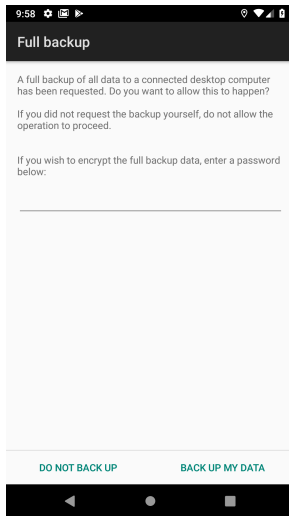 9:58
Full backup
A full backup of all data to a connected desktop computer
has been requested. Do you want to allow this to happen?
If you did not request the backup yourself, do not allow the
operation to proceed.
If you wish to encrypt the full backup data, enter a password
below:
DO NOT BACK UP
BACK UP MY DATA